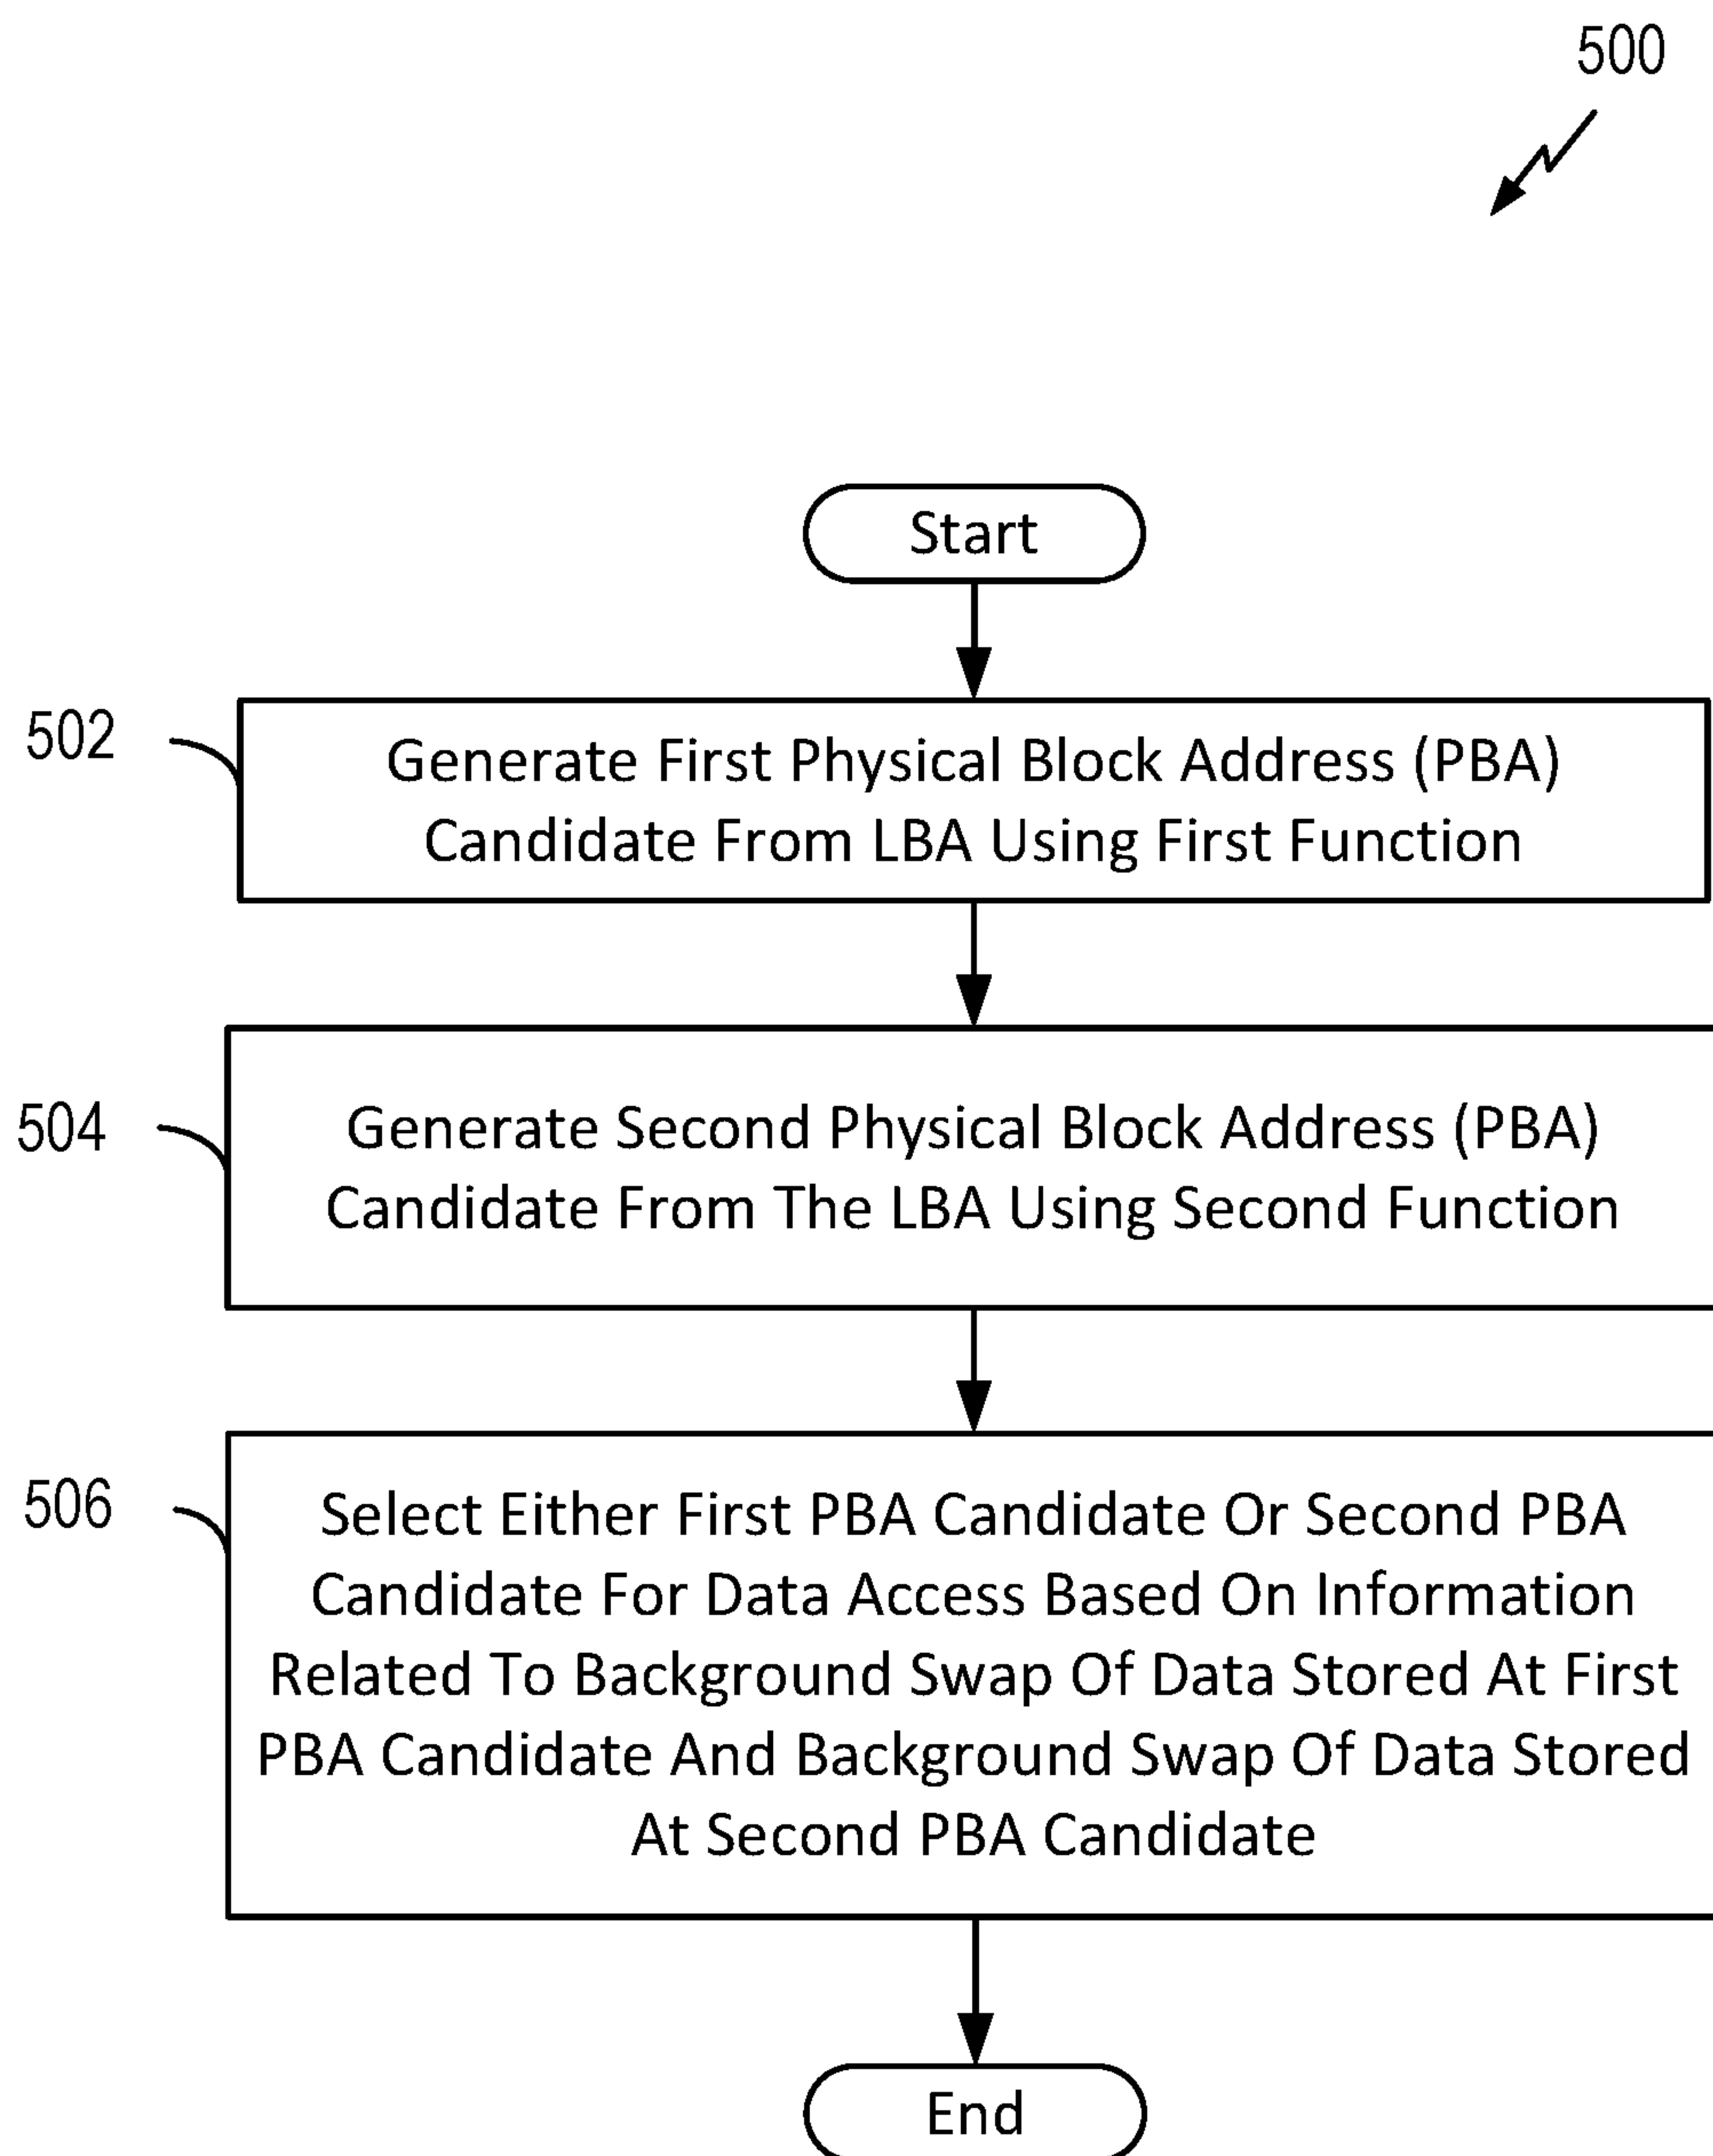 500
Start
502
Generate First Physical Block Address (PBA)
Candidate From LBA Using First Function
504
Generate Second Physical Block Address (PBA)
Candidate From The LBA Using Second Function
506
Select Either First PBA Candidate Or Second PBA
Candidate For Data Access Based On Information
Related To Background Swap Of Data Stored At First
PBA Candidate And Background Swap Of Data Stored
At Second PBA Candidate
End